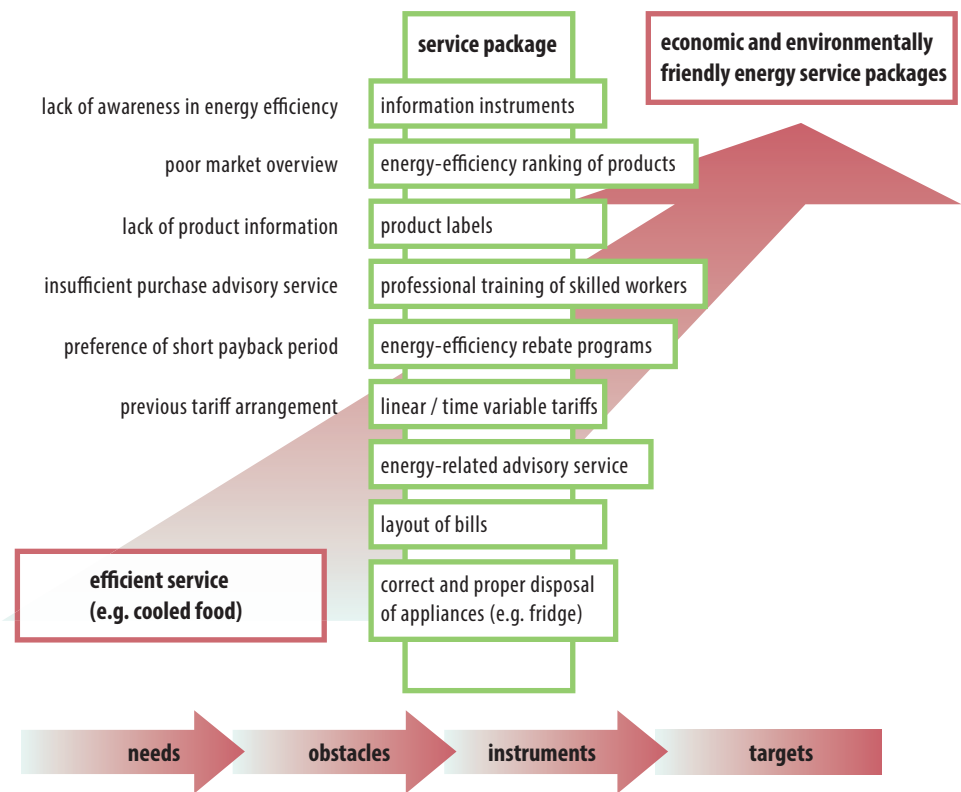 service package
economic and environmentally
friendly energy service packages
lack of awareness in energy efficiency
information instruments
poor market overview
energy-efficiency ranking of products
lack of product information
product labels
insufficient purchase advisory service
professional training of skilled workers
preference of short payback period
energy-efficiency rebate programs
previous tariff arrangement
linear / time variable tariffs
energy-related advisory service
layout of bills
efficient service
(e.g. cooled food)
correct and proper disposal
of appliances (e.g. fridge)
needs
obstacles
instruments
targets